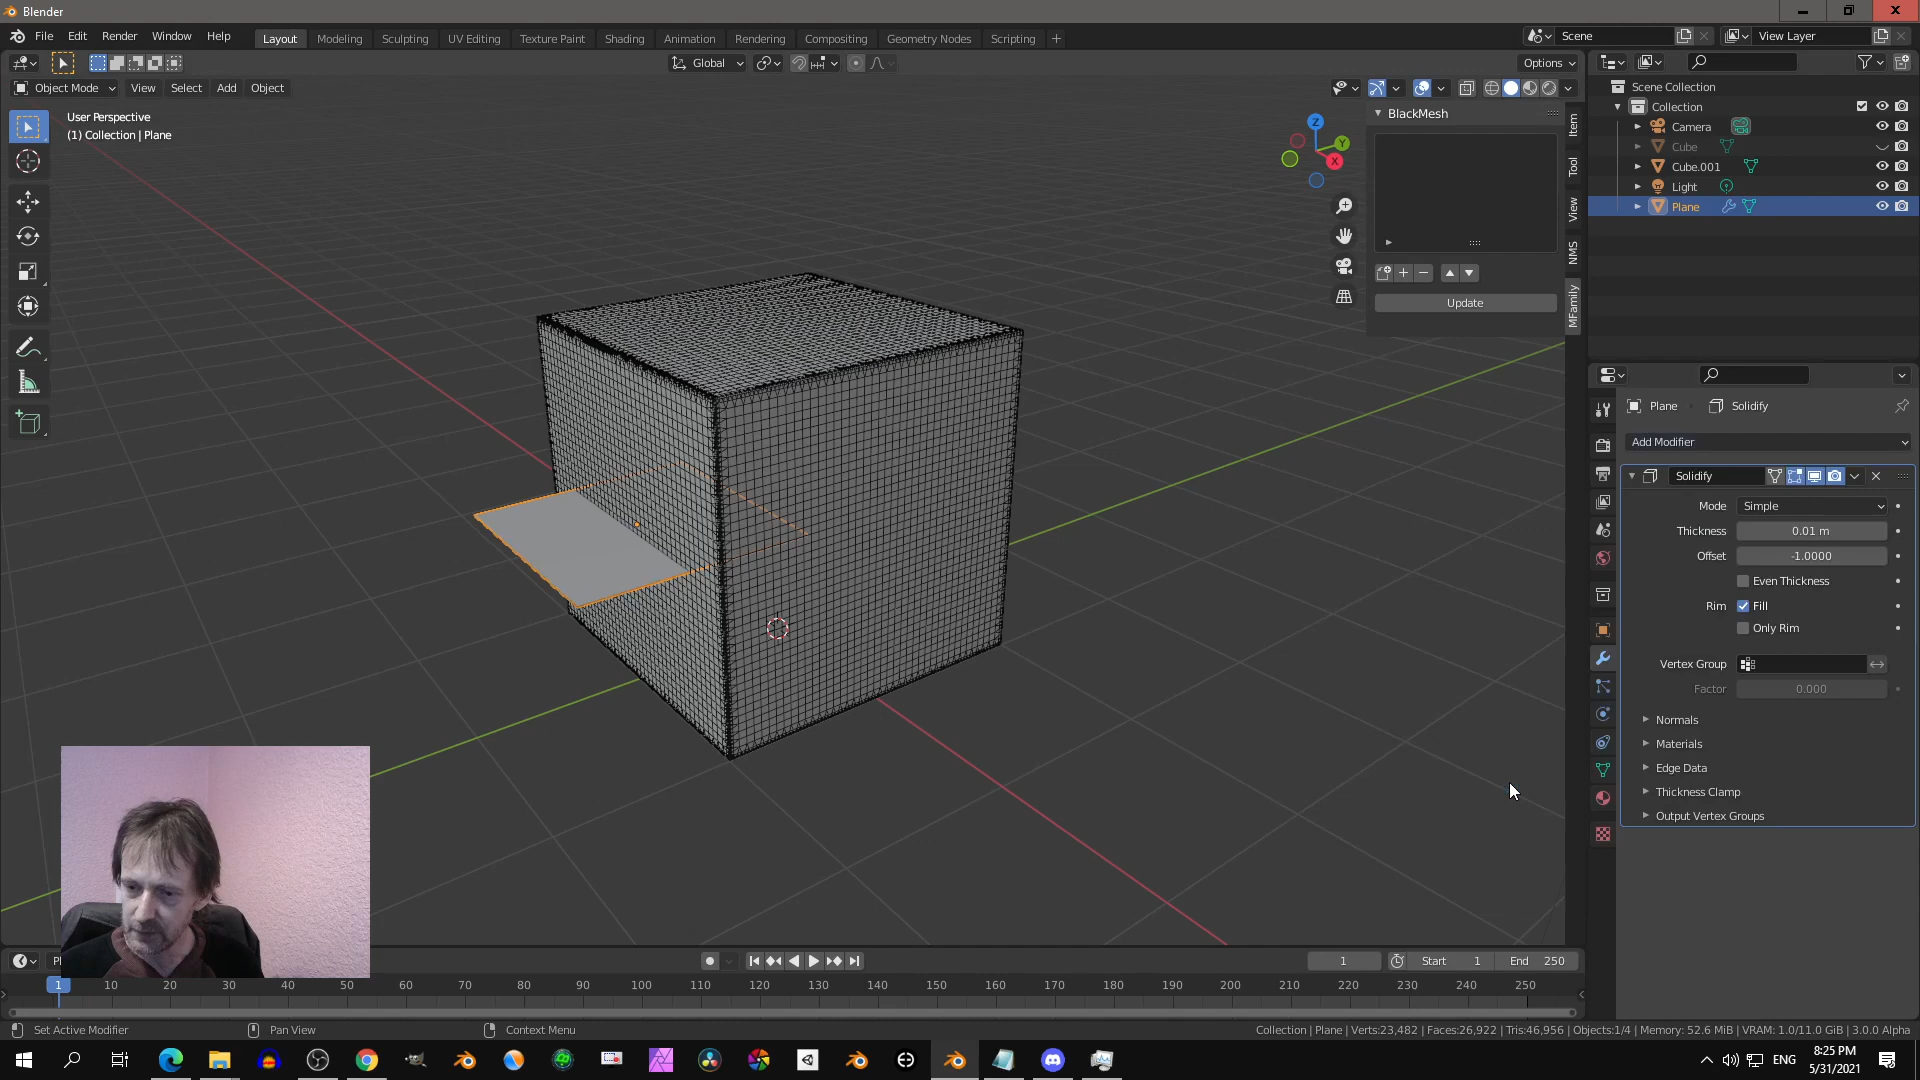 Blender
File Edit Render Window Help
Layout Modeling Sculpting UV Editing Texture Paint Shading Animation Rendering Compositing Geometry Nodes Scripting +
Scene
View Layer
Global
Options
Object Mode View Select Add Object
User Perspective
(1) Collection | Plane
Z
Y
X
BlackMesh
Update
Item
Tool
View
NMS
MFamily
Scene Collection
Collection
Camera
Cube
Cube.001
Light
Plane
Plane Solidify
Add Modifier
Solidify
Mode Simple
Thickness 0.01 m
Offset -1.0000
Even Thickness
Rim Fill
Only Rim
Vertex Group
Factor 0.000
Normals
Materials
Edge Data
Thickness Clamp
Output Vertex Groups
1
Start 1
End 250
1 10 20 30 40 50 60 70 80 90 100 110 120 130 140 150 160 170 180 190 200 210 220 230 240 250
Set Active Modifier
Pan View
Context Menu
Collection | Plane | Verts:23,482 | Faces:26,922 | Tris:46,956 | Objects:1/4 | Memory: 52.6 MiB | VRAM: 1.0/11.0 GiB | 3.0.0 Alpha
ENG
8:25 PM
5/31/2021